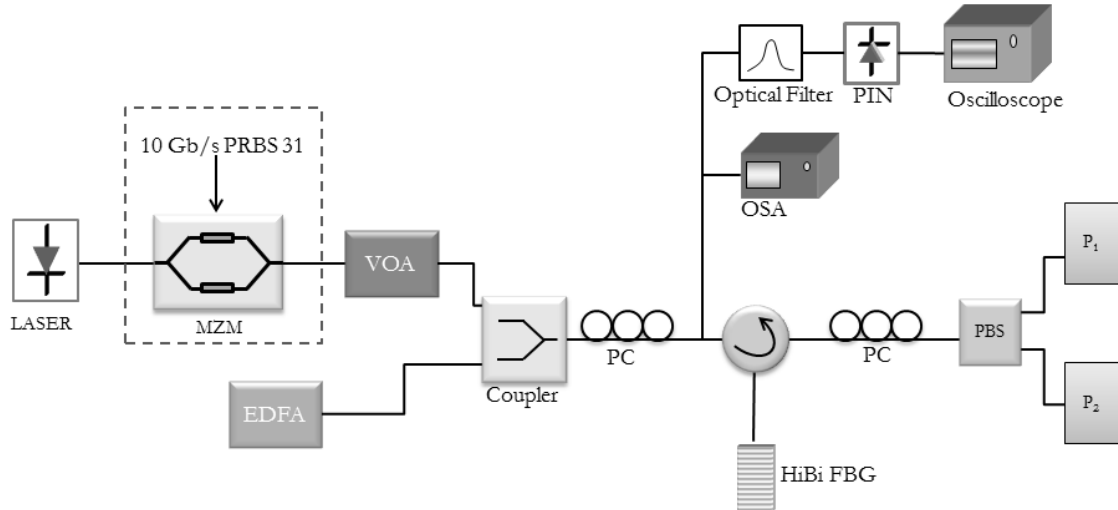 10 Gb/s PRBS 31
LASER
MZM
VOA
EDFA
Coupler
PC
Optical Filter
PIN
Oscilloscope
OSA
HiBi FBG
PC
PBS
P1
P2